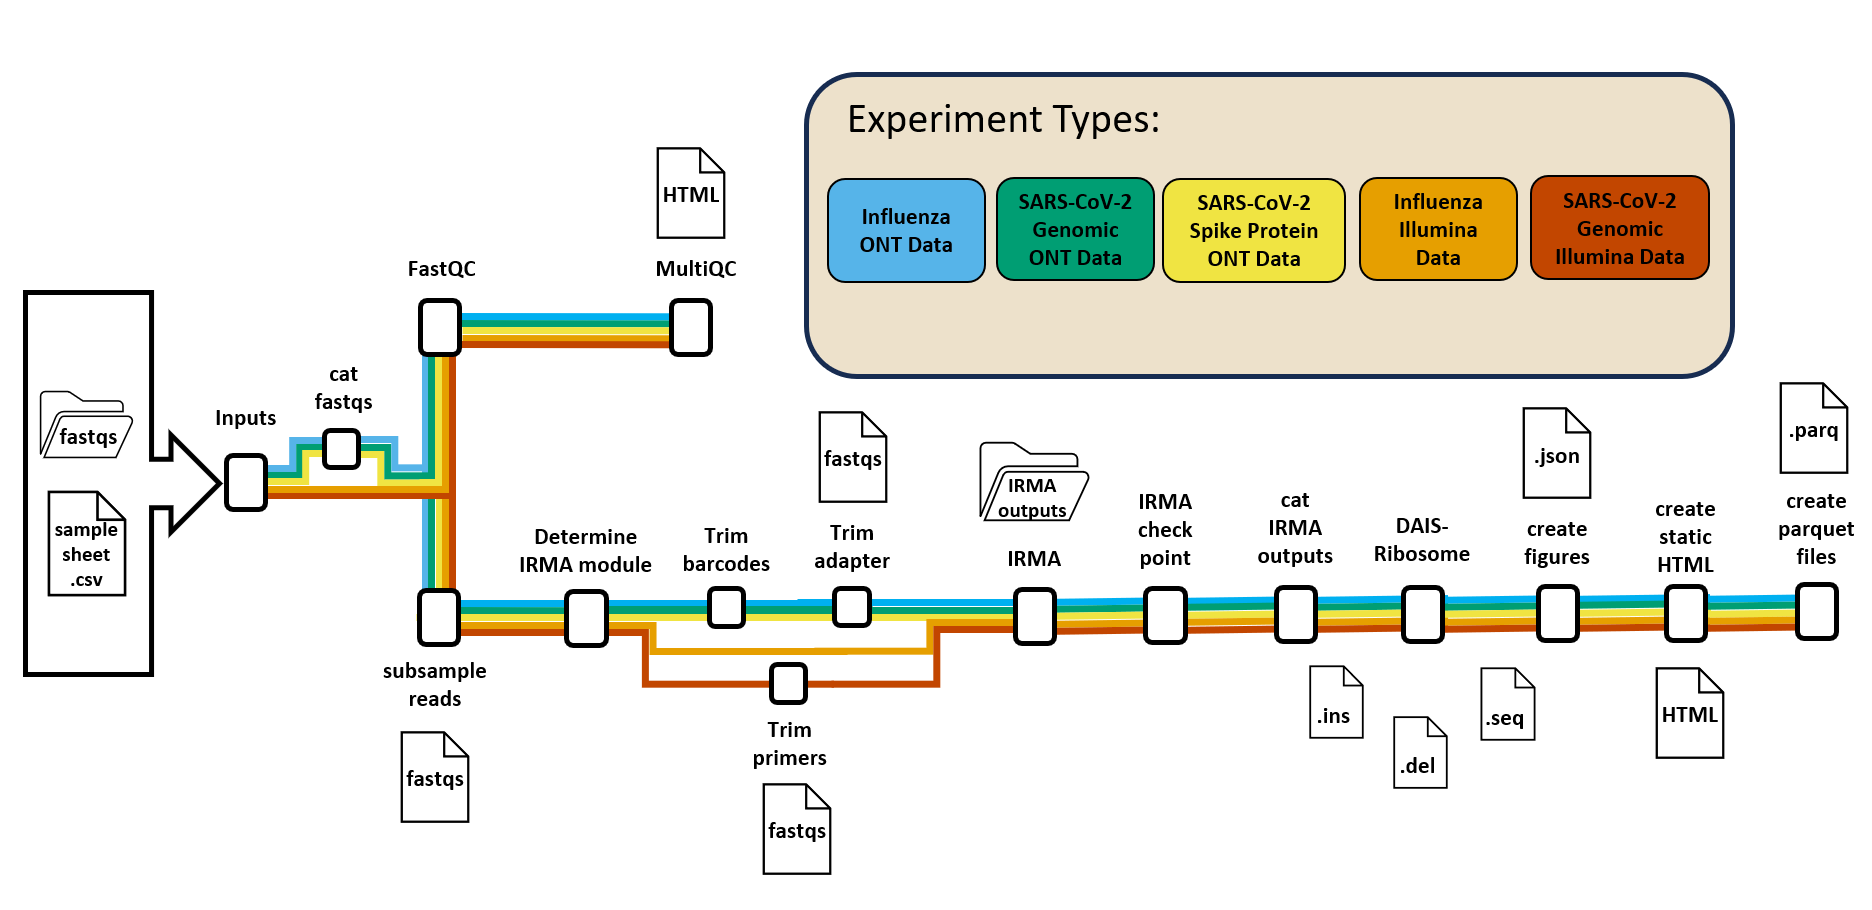 Experiment Types:
Influenza
ONT Data
SARS-CoV-2
Genomic
ONT Data
SARS-CoV-2
Spike Protein
ONT Data
Influenza
Illumina
Data
SARS-CoV-2
Genomic
Illumina Data
HTML
FastQC
MultiQC
fastqs
sample
sheet
.csv
Inputs
cat
fastqs
subsample
reads
fastqs
Determine
IRMA module
Trim
barcodes
fastqs
Trim
adapter
Trim
primers
fastqs
IRMA
outputs
IRMA
IRMA
check
point
cat
IRMA
outputs
DAIS-
Ribosome
.ins
.del
.seq
.json
create
figures
create
static
HTML
HTML
.parq
create
parquet
files